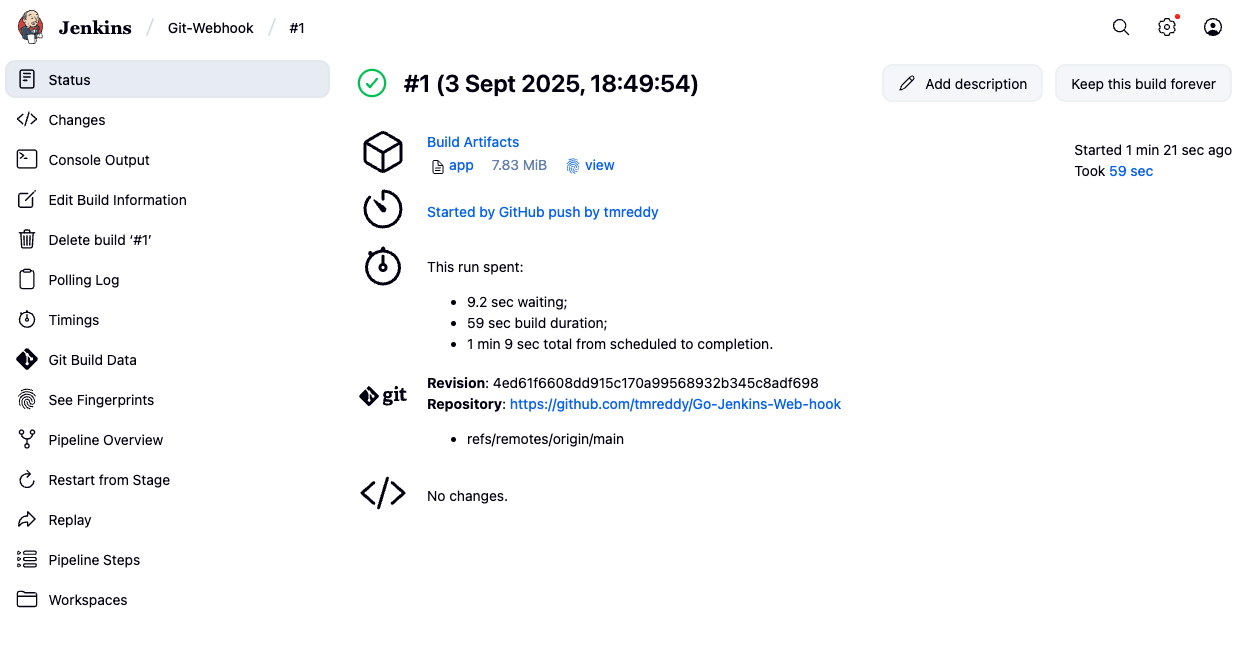 Jenkins / Git-Webhook / #1
Status
Changes
Console Output
Edit Build Information
Delete build ‘#1’
Polling Log
Timings
Git Build Data
See Fingerprints
Pipeline Overview
Restart from Stage
Replay
Pipeline Steps
Workspaces
#1 (3 Sept 2025, 18:49:54)
Add description
Keep this build forever
Started 1 min 21 sec ago
Took 59 sec
Build Artifacts
app 7.83 MiB view
Started by GitHub push by tmreddy
This run spent:
• 9.2 sec waiting;
• 59 sec build duration;
• 1 min 9 sec total from scheduled to completion.
git
Revision: 4ed61f6608dd915c170a99568932b345c8adf698
Repository: https://github.com/tmreddy/Go-Jenkins-Web-hook
• refs/remotes/origin/main
No changes.